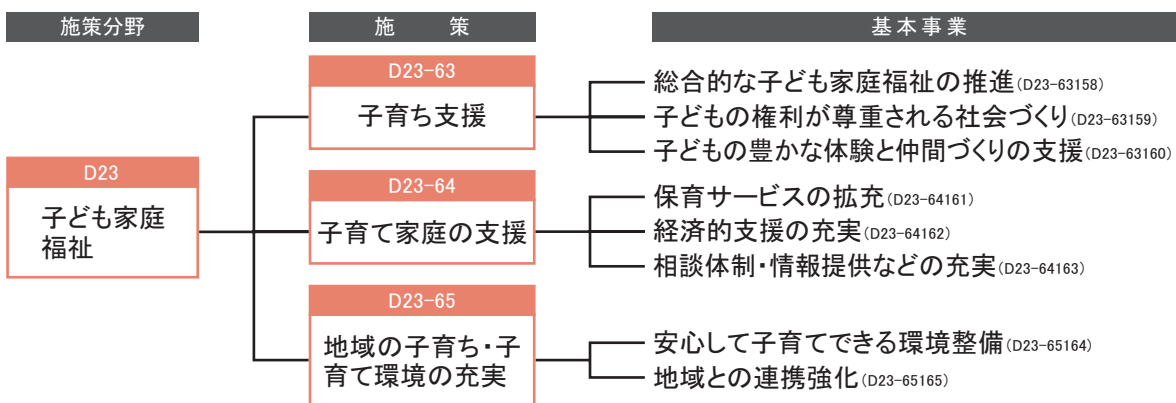 施策分野
施　策
基本事業
D23
子ども家庭
福祉
D23-63
子育ち支援
総合的な子ども家庭福祉の推進(D23-63158)
子どもの権利が尊重される社会づくり(D23-63159)
子どもの豊かな体験と仲間づくりの支援(D23-63160)
D23-64
子育て家庭の支援
保育サービスの拡充(D23-64161)
経済的支援の充実(D23-64162)
相談体制・情報提供などの充実(D23-64163)
D23-65
地域の子育ち・子
育て環境の充実
安心して子育てできる環境整備(D23-65164)
地域との連携強化(D23-65165)